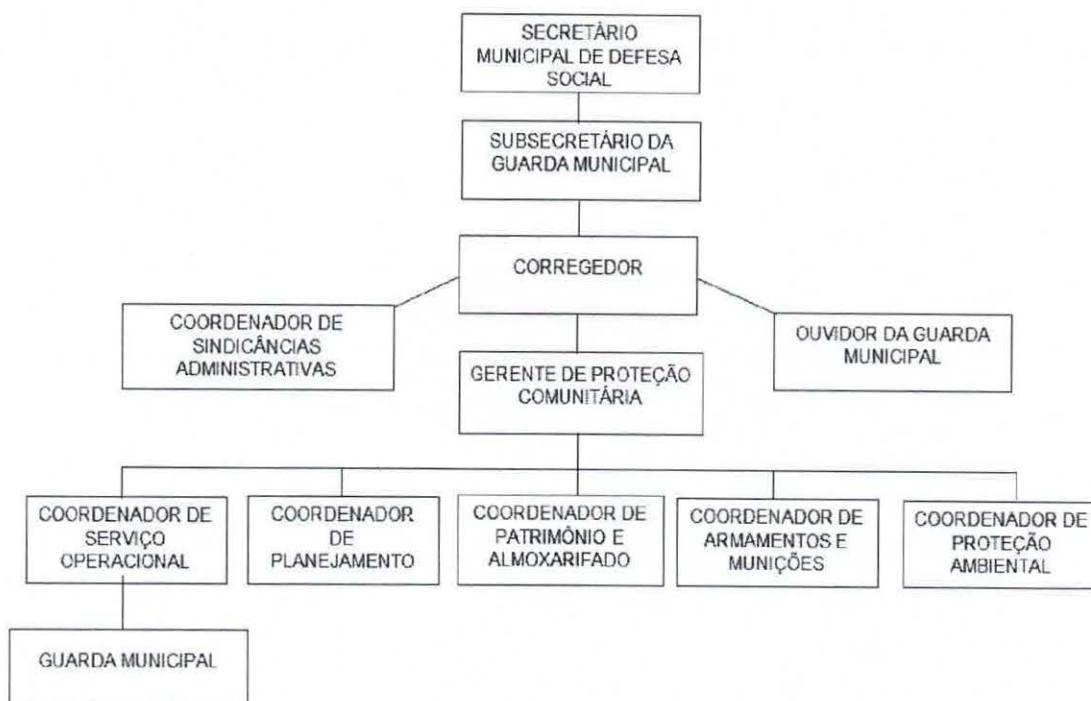 SECRETÁRIO
MUNICIPAL DE DEFESA
SOCIAL
SUBSECRETÁRIO DA
GUARDA MUNICIPAL
CORREGEDOR
COORDENADOR DE
SINDICÂNCIAS
ADMINISTRATIVAS
OUVIDOR DA GUARDA
MUNICIPAL
GERENTE DE PROTEÇÃO
COMUNITÁRIA
COORDENADOR DE
SERVIÇO
OPERACIONAL
COORDENADOR
DE
PLANEJAMENTO
COORDENADOR DE
PATRIMÔNIO E
ALMOXARIFADO
COORDENADOR DE
ARMAMENTOS E
MUNIÇÕES
COORDENADOR DE
PROTEÇÃO
AMBIENTAL
GUARDA MUNICIPAL